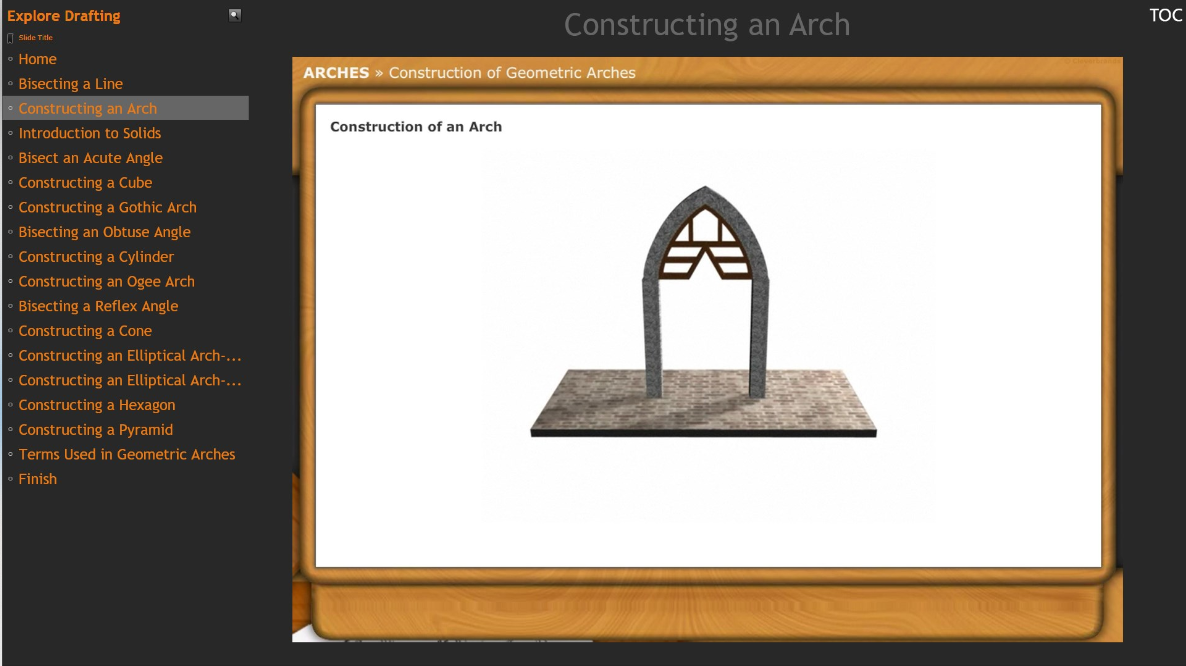 Explore Drafting
Slide Title
Home
Bisecting a Line
Constructing an Arch
Introduction to Solids
Bisect an Acute Angle
Constructing a Cube
Constructing a Gothic Arch
Bisecting an Obtuse Angle
Constructing a Cylinder
Constructing an Ogee Arch
Bisecting a Reflex Angle
Constructing a Cone
Constructing an Elliptical Arch-...
Constructing an Elliptical Arch-...
Constructing a Hexagon
Constructing a Pyramid
Terms Used in Geometric Arches
Finish
Constructing an Arch
TOC
ARCHES » Construction of Geometric Arches
Construction of an Arch